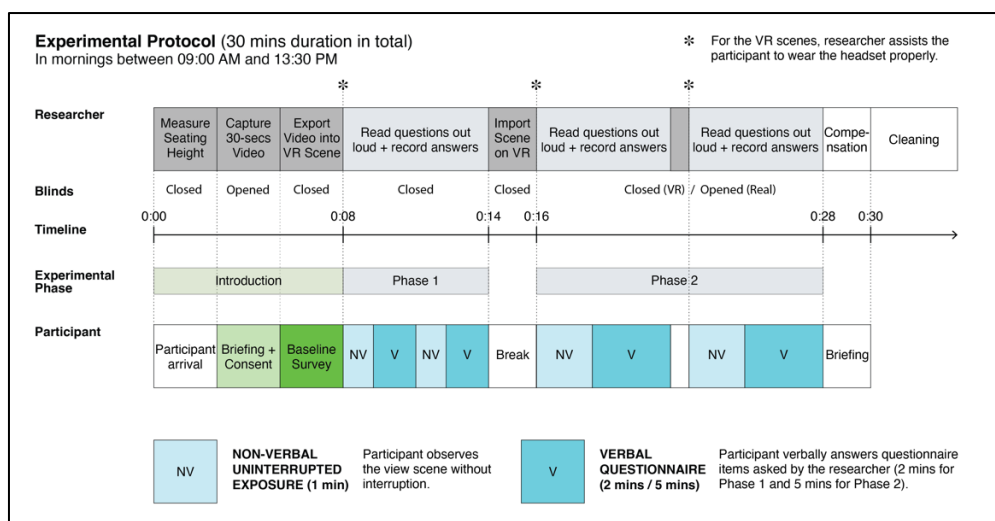 Experimental Protocol (30 mins duration in total)
In mornings between 09:00 AM and 13:30 PM
* For the VR scenes, researcher assists the
participant to wear the headset properly.
* * *
Researcher
Measure
Seating
Height
Capture
30-secs
Video
Export
Video into
VR Scene
Read questions out
loud + record answers
Import
Scene
on VR
Read questions out
loud + record answers
Read questions out
loud + record answers
Compe-
nsation
Cleaning
Blinds
Closed
Opened
Closed
Closed
Closed
Closed (VR) / Opened (Real)
0:00 0:08 0:14 0:16 0:28 0:30
Timeline
Experimental
Phase
Introduction
Phase 1
Phase 2
Participant
Participant
arrival
Briefing +
Consent
Baseline
Survey
NV
V
NV
V
Break
NV
V
NV
V
Briefing
NV
NON-VERBAL
UNINTERRUPTED
EXPOSURE (1 min)
Participant observes
the view scene without
interruption.
V
VERBAL
QUESTIONNAIRE
(2 mins / 5 mins)
Participant verbally answers questionnaire
items asked by the researcher (2 mins for
Phase 1 and 5 mins for Phase 2).